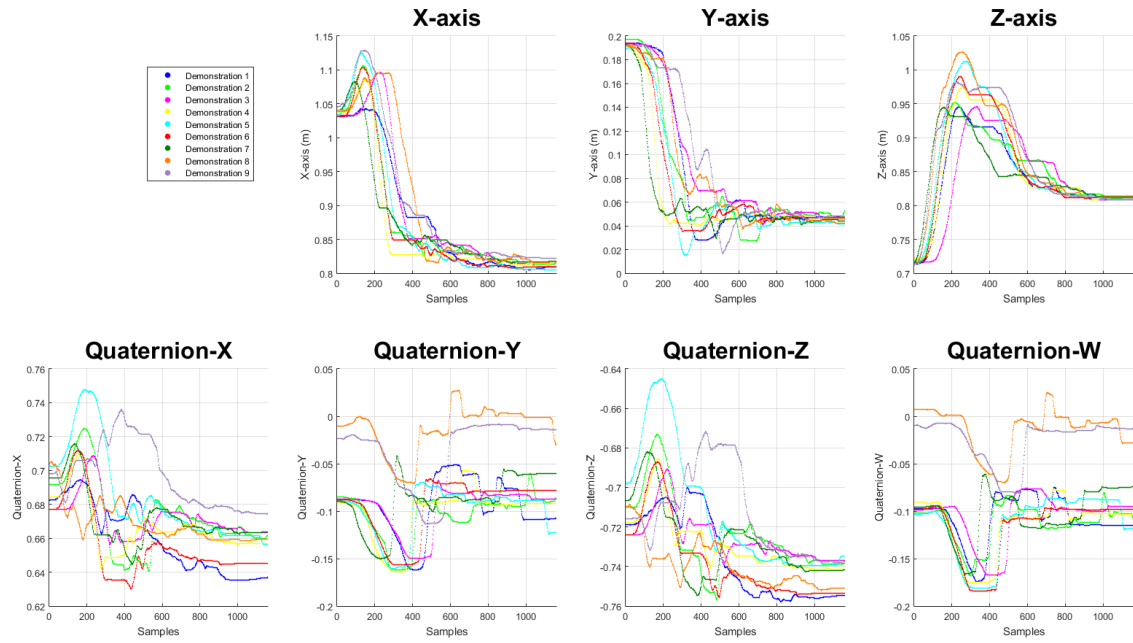 X-axis
Y-axis
Z-axis
Demonstration 1
Demonstration 2
Demonstration 3
Demonstration 4
Demonstration 5
Demonstration 6
Demonstration 7
Demonstration 8
Demonstration 9
X-axis (m)
1.15
1.1
1.05
1
0.95
0.9
0.85
0.8
0 200 400 600 800 1000
Samples
Y-axis (m)
0.2
0.18
0.16
0.14
0.12
0.1
0.08
0.06
0.04
0.02
0
0 200 400 600 800 1000
Samples
Z-axis (m)
1.05
1
0.95
0.9
0.85
0.8
0.75
0.7
0 200 400 600 800 1000
Samples
Quaternion-X
Quaternion-X
0.76
0.74
0.72
0.7
0.68
0.66
0.64
0.62
0 200 400 600 800 1000
Samples
Quaternion-Y
Quaternion-Y
0.05
0
-0.05
-0.1
-0.15
-0.2
0 200 400 600 800 1000
Samples
Quaternion-Z
Quaternion-Z
-0.64
-0.66
-0.68
-0.7
-0.72
-0.74
-0.76
0 200 400 600 800 1000
Samples
Quaternion-W
Quaternion-W
0.05
0
-0.05
-0.1
-0.15
-0.2
0 200 400 600 800 1000
Samples